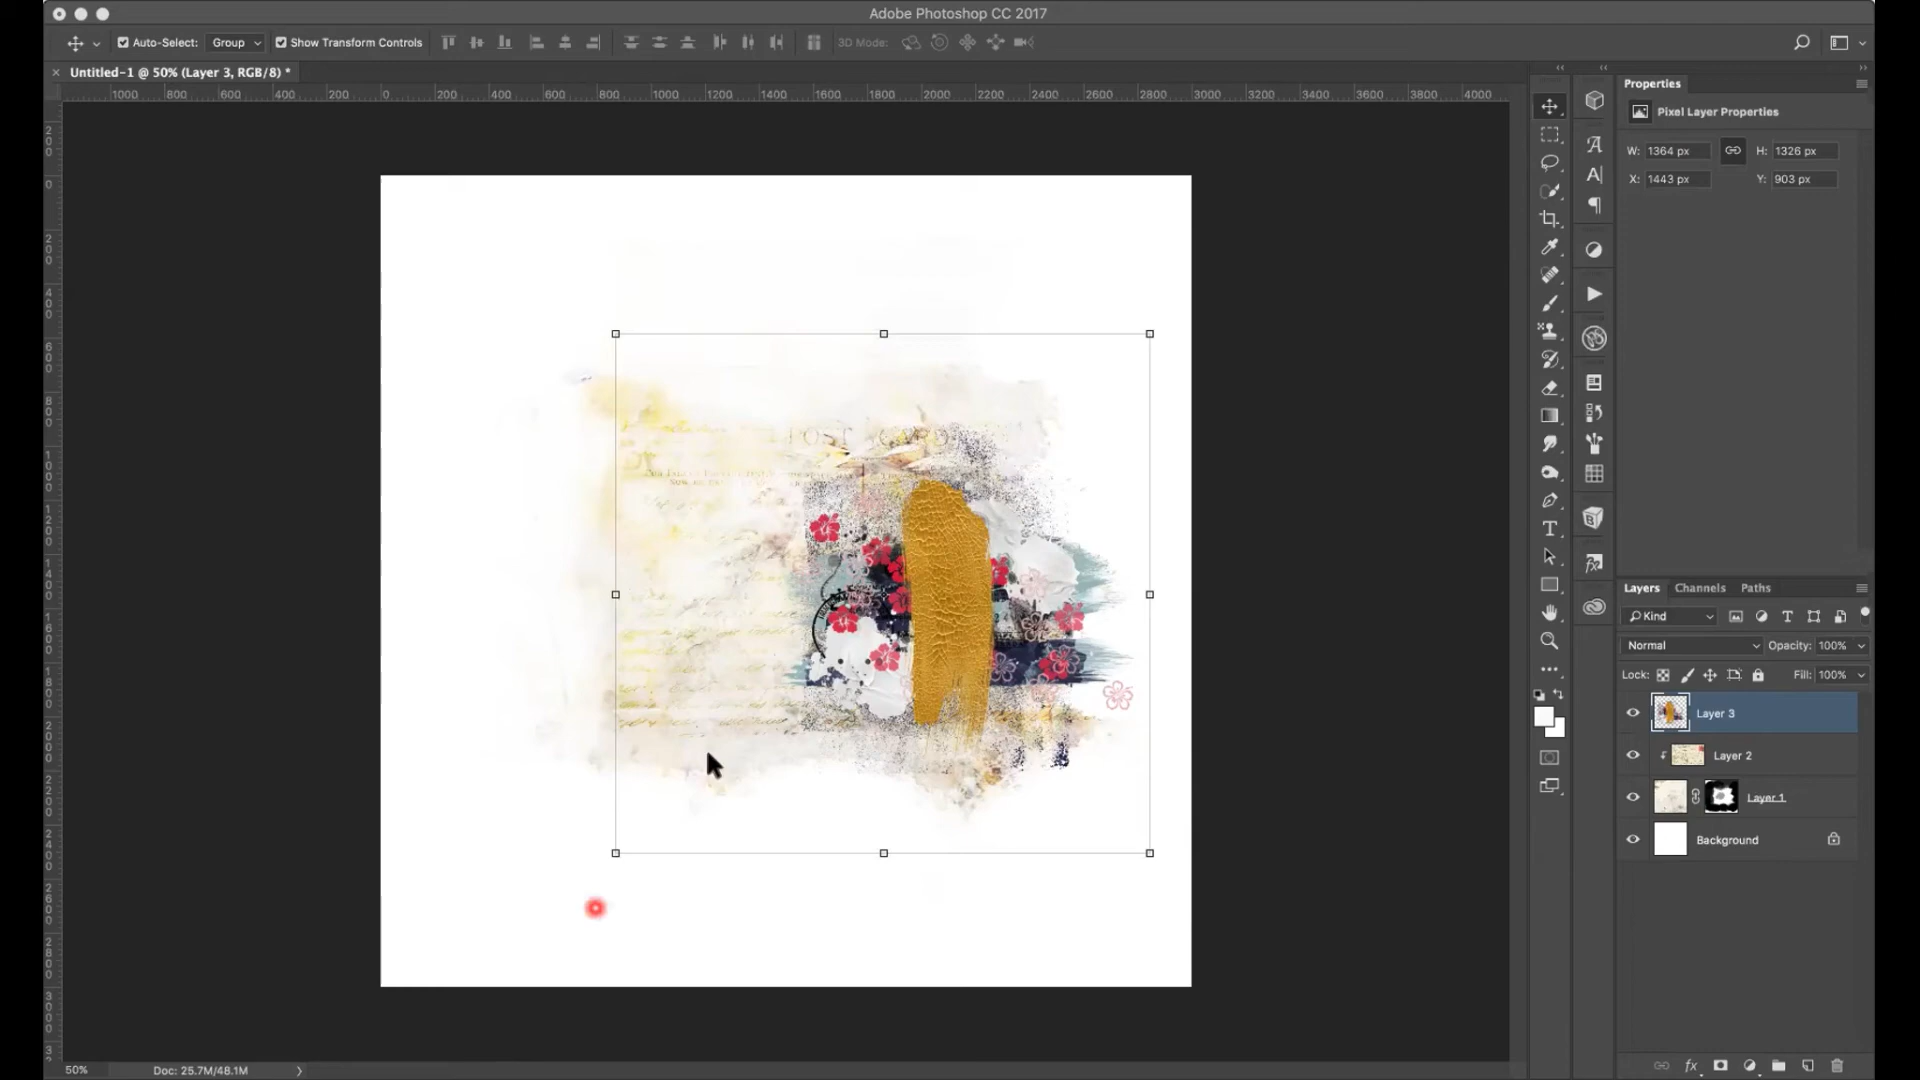 Adobe Photoshop CC 2017
Auto-Select: Group Show Transform Controls 3D Mode:
Untitled-1 @ 50% (Layer 3, RGB/8) *
1000 800 600 400 200 0 200 400 600 800 1000 1200 1400 1600 1800 2000 2200 2400 2600 2800 3000 3200 3400 3600 3800 4000
Properties
Pixel Layer Properties
W: 1364 px H: 1326 px
X: 1443 px Y: 903 px
POST CARD
Layers Channels Paths
Kind
Normal Opacity: 100%
Lock: Fill: 100%
Layer 3
Layer 2
Layer 1
Background
fx
50% Doc: 25.7M/48.1M